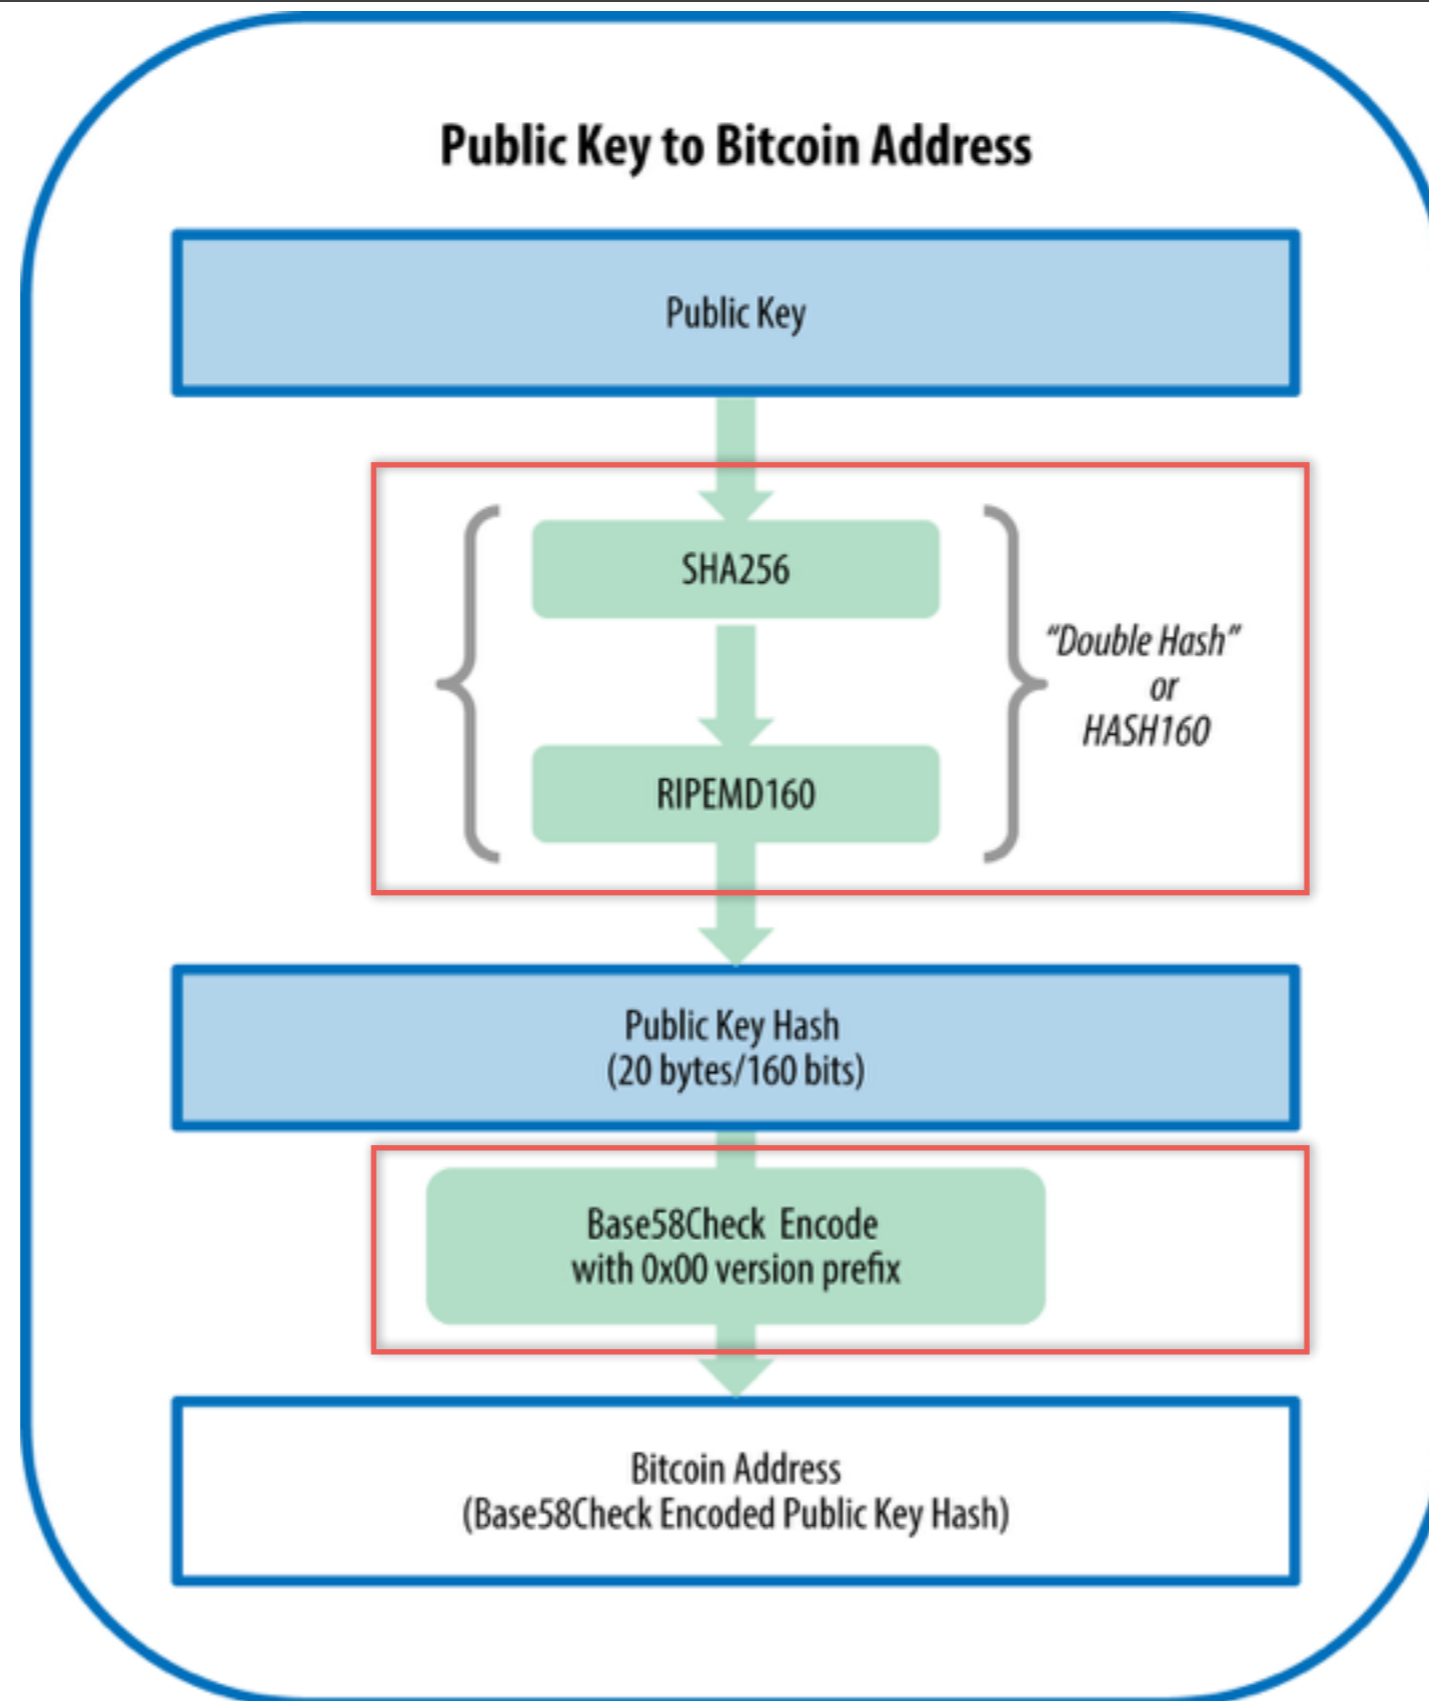 Public Key to Bitcoin Address
Public Key
SHA256
“Double Hash”
or
HASH160
RIPEMD160
Public Key Hash
(20 bytes/160 bits)
Base58Check Encode
with 0x00 version prefix
Bitcoin Address
(Base58Check Encoded Public Key Hash)